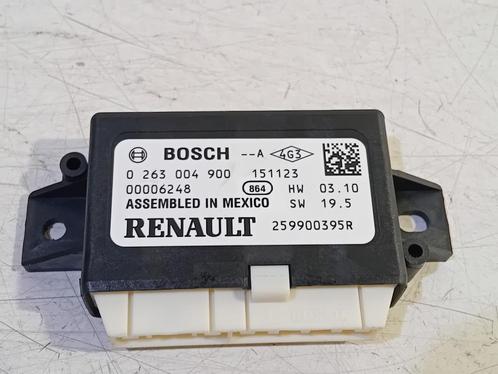 BOSCH --A 4G3
0 263 004 900 151123
00006248 864 HW 03.10
ASSEMBLED IN MEXICO SW 19.5
RENAULT 259900395R